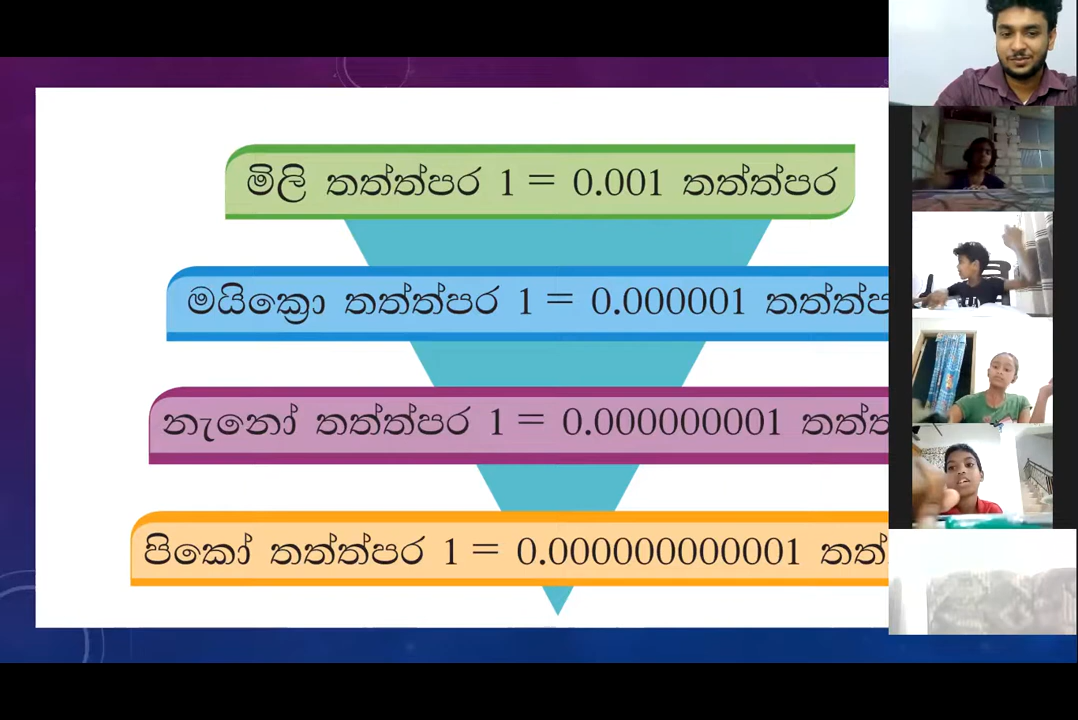 මිලි තත්ත්පර 1 = 0.001 තත්ත්පර
මයික්‍රො තත්ත්පර 1 = 0.000001
නැනෝ තත්ත්පර 1 = 0.000000001
පිකෝ තත්ත්පර 1 = 0.000000000001